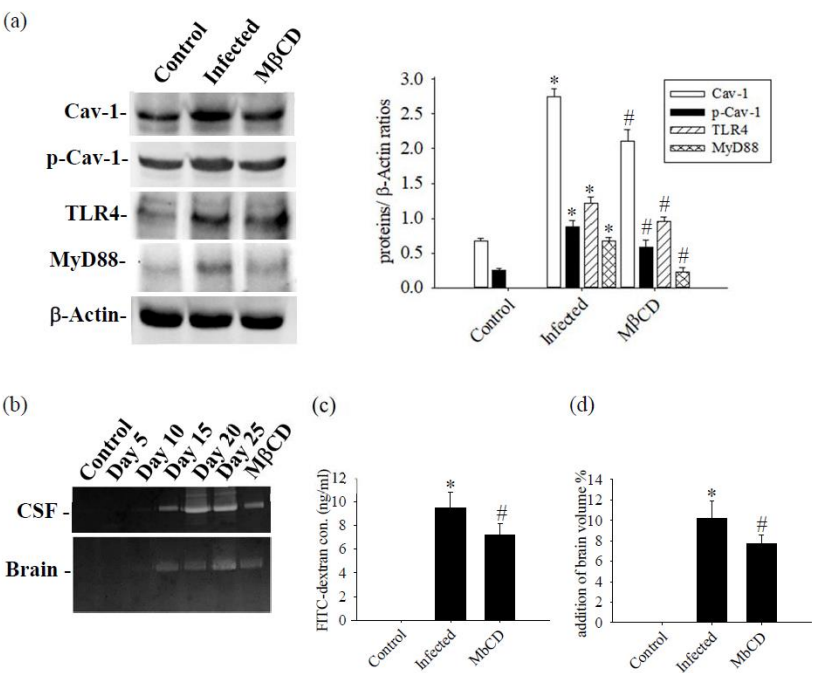 (a)
Control
Infected
MβCD
Cav-1-
p-Cav-1-
TLR4-
MyD88-
β-Actin-
proteins/ β-Actin ratios
3.0
2.5
2.0
1.5
1.0
0.5
0.0
*
*
*
*
#
#
#
#
Control
Infected
MβCD
Cav-1
p-Cav-1
TLR4
MyD88
(b)
Control
Day 5
Day 10
Day 15
Day 20
Day 25
MβCD
CSF -
Brain -
(c)
FITC-dextran con. (ng/ml)
12
10
8
6
4
2
0
*
#
Control
Infected
MbCD
(d)
addition of brain volume %
14
12
10
8
6
4
2
0
*
#
Control
Infected
MbCD